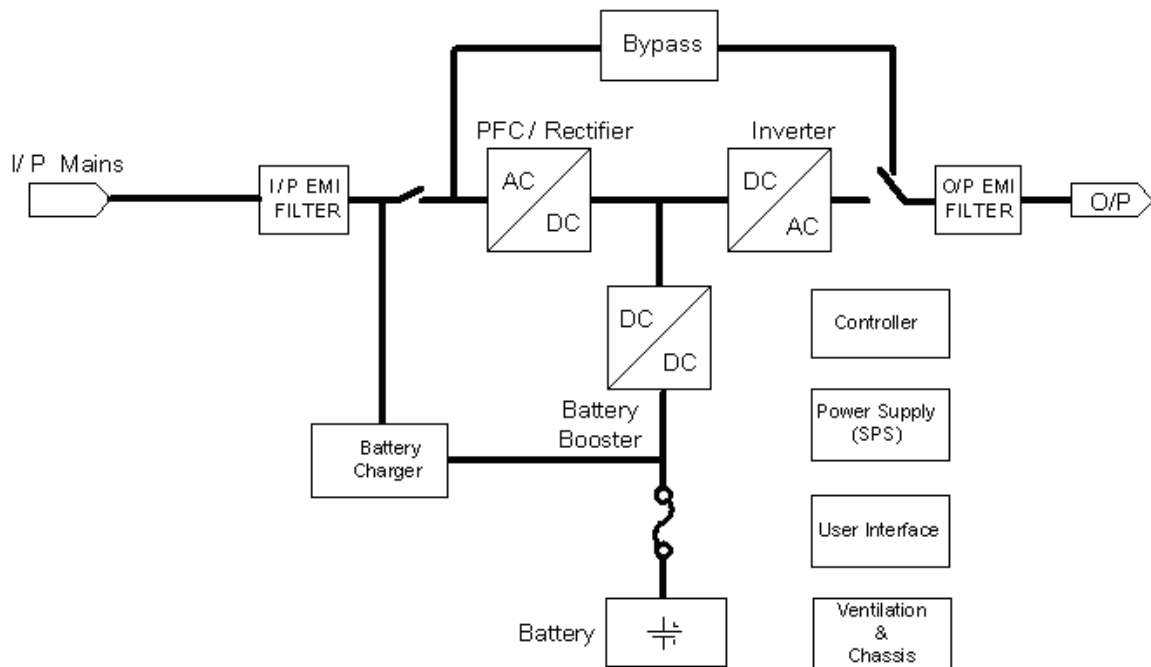 Bypass
PFC / Rectifier
Inverter
I/P Mains
I/P EMI
FILTER
AC
DC
DC
AC
O/P EMI
FILTER
O/P
DC
DC
Controller
Battery
Booster
Power Supply
(SPS)
Battery
Charger
User Interface
Battery
Ventilation
&
Chassis